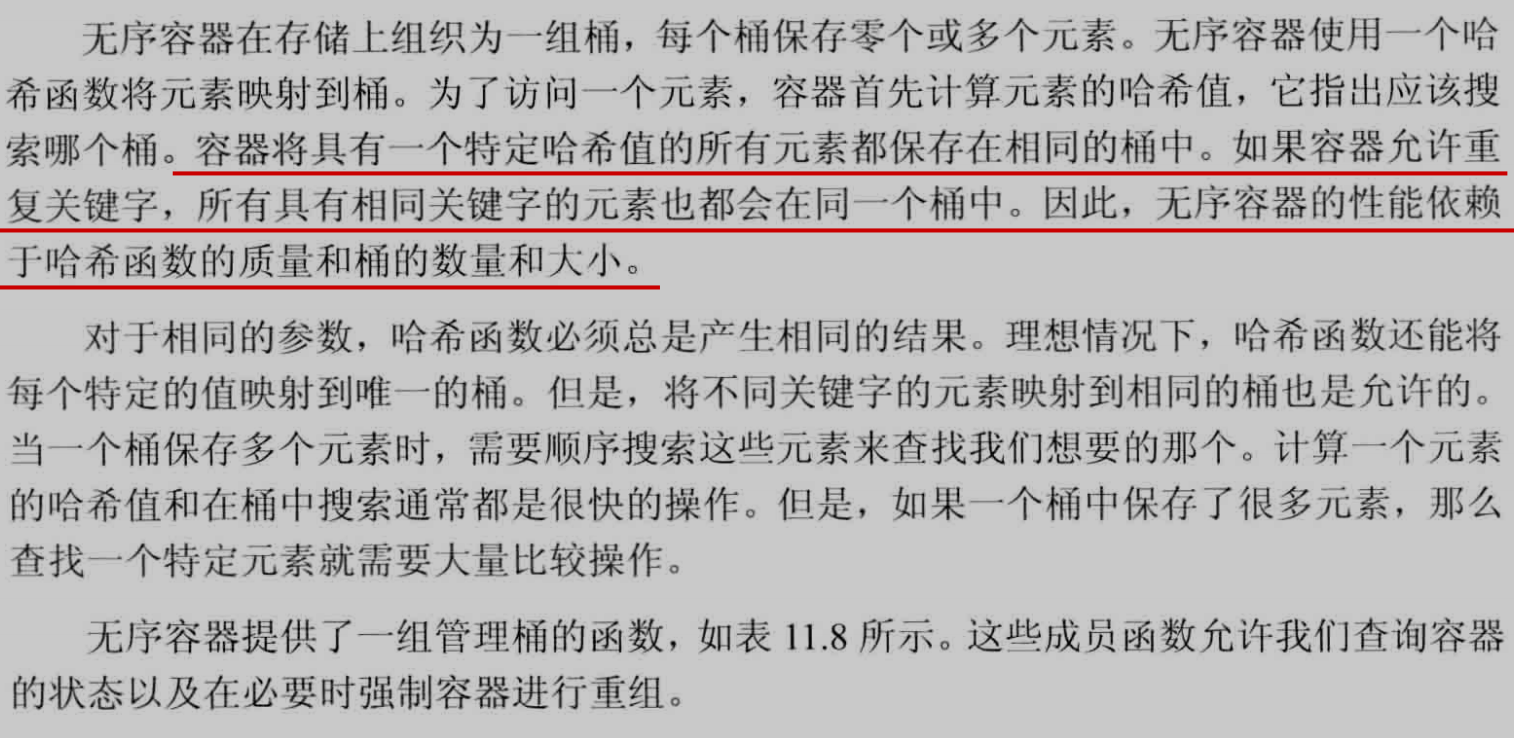 无序容器在存储上组织为一组桶，每个桶保存零个或多个元素。无序容器使用一个哈
希函数将元素映射到桶。为了访问一个元素，容器首先计算元素的哈希值，它指出应该搜
索哪个桶。容器将具有一个特定哈希值的所有元素都保存在相同的桶中。如果容器允许重
复关键字，所有具有相同关键字的元素也都会在同一个桶中。因此，无序容器的性能依赖
于哈希函数的质量和桶的数量和大小。
对于相同的参数，哈希函数必须总是产生相同的结果。理想情况下，哈希函数还能将
每个特定的值映射到唯一的桶。但是，将不同关键字的元素映射到相同的桶也是允许的。
当一个桶保存多个元素时，需要顺序搜索这些元素来查找我们想要的那个。计算一个元素
的哈希值和在桶中搜索通常都是很快的操作。但是，如果一个桶中保存了很多元素，那么
查找一个特定元素就需要大量比较操作。
无序容器提供了一组管理桶的函数，如表 11.8 所示。这些成员函数允许我们查询容器
的状态以及在必要时强制容器进行重组。